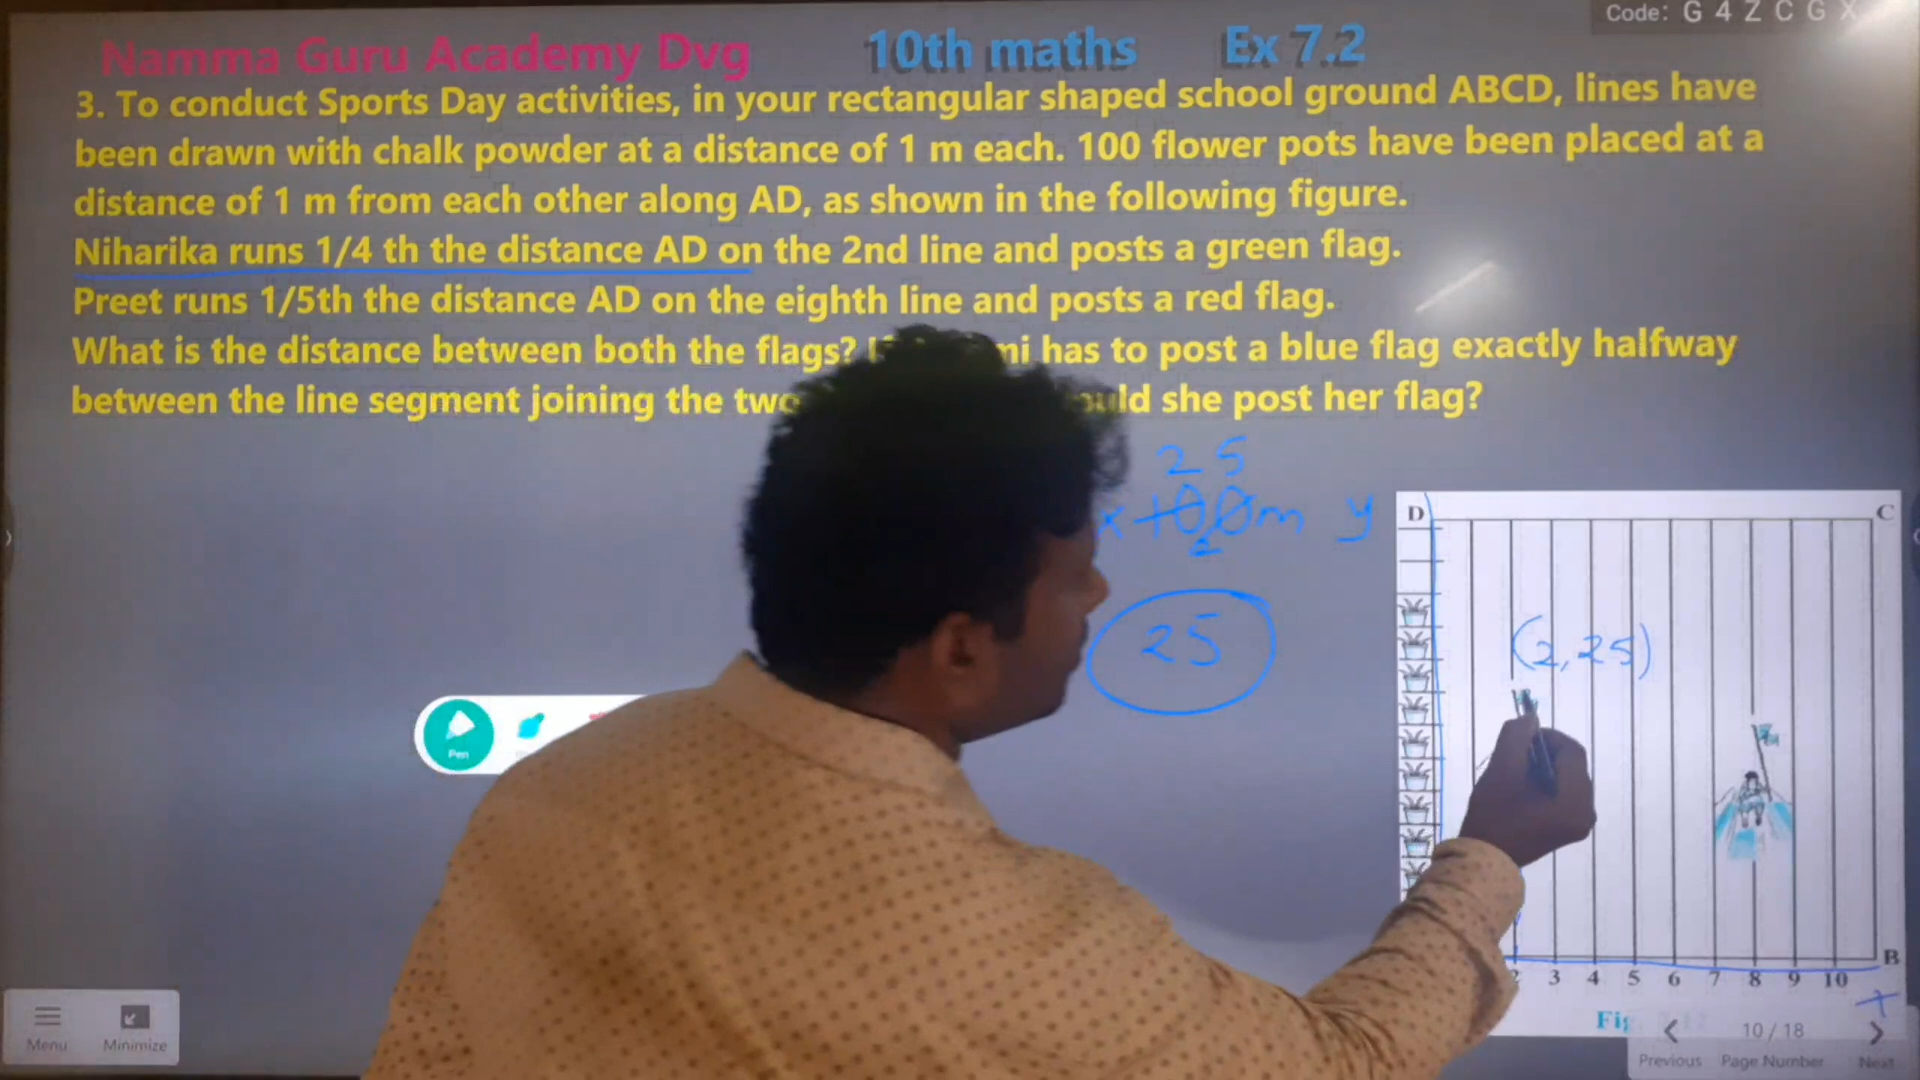 Code: G 4 Z C G X
Namma Guru Academy Dvg 10th maths Ex 7.2
3. To conduct Sports Day activities, in your rectangular shaped school ground ABCD, lines have
been drawn with chalk powder at a distance of 1 m each. 100 flower pots have been placed at a
distance of 1 m from each other along AD, as shown in the following figure.
Niharika runs 1/4 th the distance AD on the 2nd line and posts a green flag.
Preet runs 1/5th the distance AD on the eighth line and posts a red flag.
What is the distance between both the flags? has to post a blue flag exactly halfway
between the line segment joining the two she post her flag?
25
x 100m y
2
25
D C
(2,25)
B
2 3 4 5 6 7 8 9 10
x
Pen
Menu Minimize
10 / 18
Previous Page Number Next